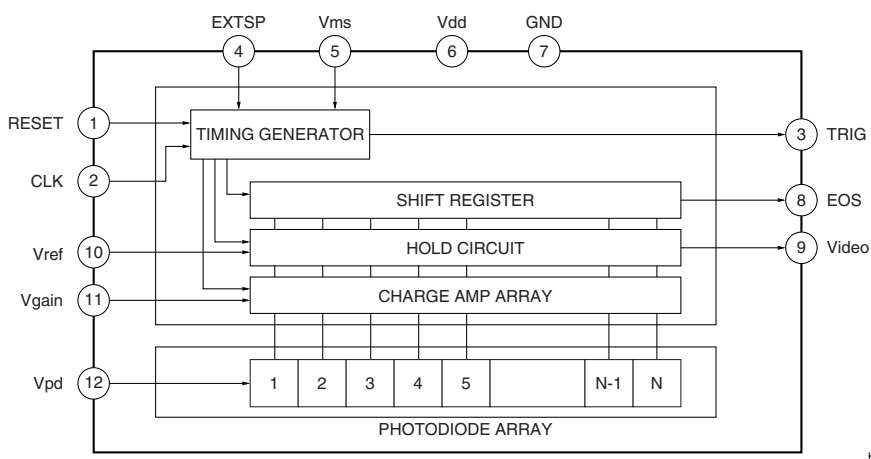 EXTSP Vms Vdd GND
4 5 6 7
RESET 1 TIMING GENERATOR 3 TRIG
CLK 2
SHIFT REGISTER 8 EOS
Vref 10 HOLD CIRCUIT 9 Video
Vgain 11 CHARGE AMP ARRAY
Vpd 12 1 2 3 4 5 N-1 N
PHOTODIODE ARRAY